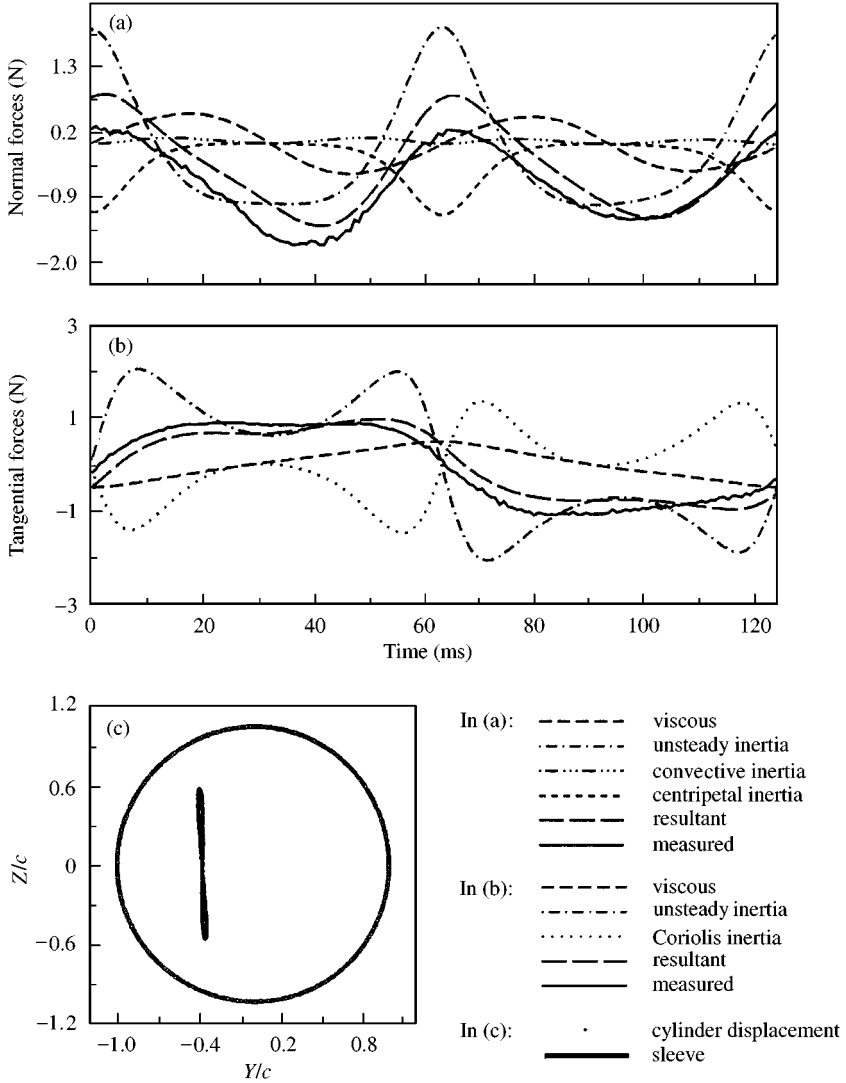 (a)
Normal forces (N)
1.3
0.2
−0.9
−2.0
(b)
Tangential forces (N)
3
1
−1
−3
0 20 40 60 80 100 120
Time (ms)
(c)
Z/c
1.2
0.6
0
−0.6
−1.2
−1.0 −0.4 0.2 0.8
Y/c
In (a): viscous
unsteady inertia
convective inertia
centripetal inertia
resultant
measured
In (b): viscous
unsteady inertia
Coriolis inertia
resultant
measured
In (c): cylinder displacement
sleeve